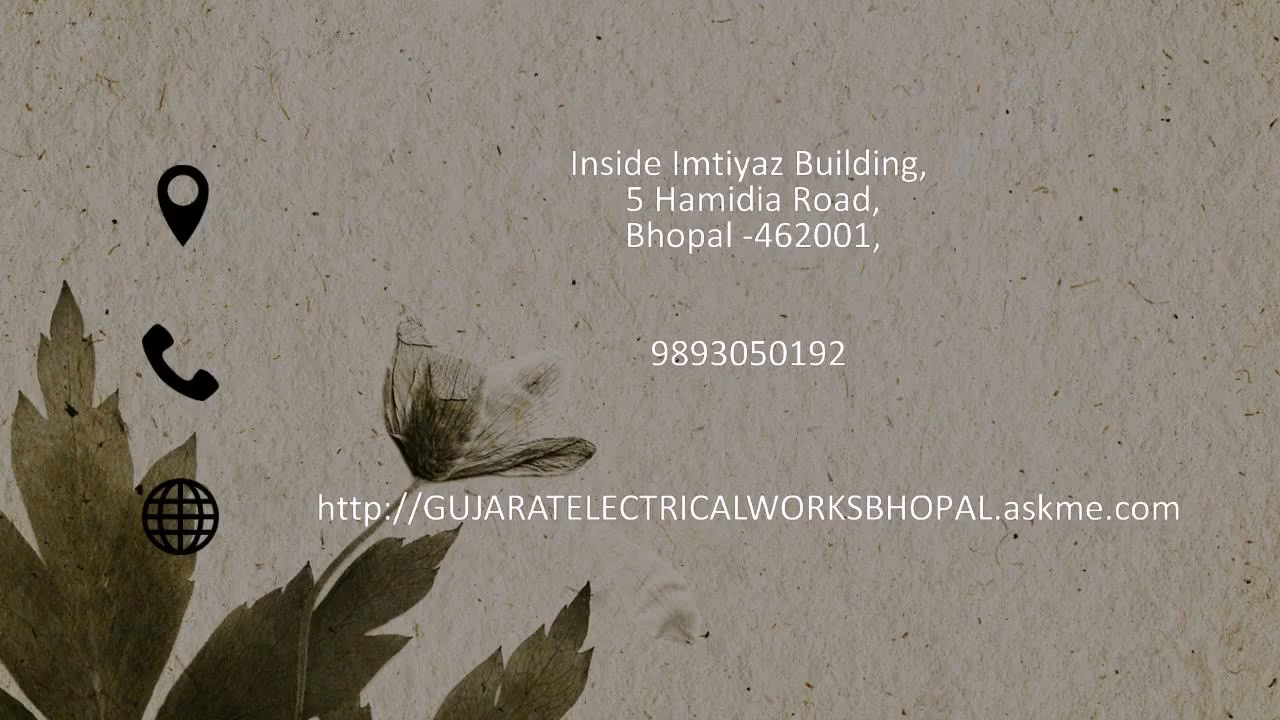 Inside Imtiyaz Building,
5 Hamidia Road,
Bhopal -462001,
9893050192
http://GUJARATELECTRICALWORKSBHOPAL.askme.com